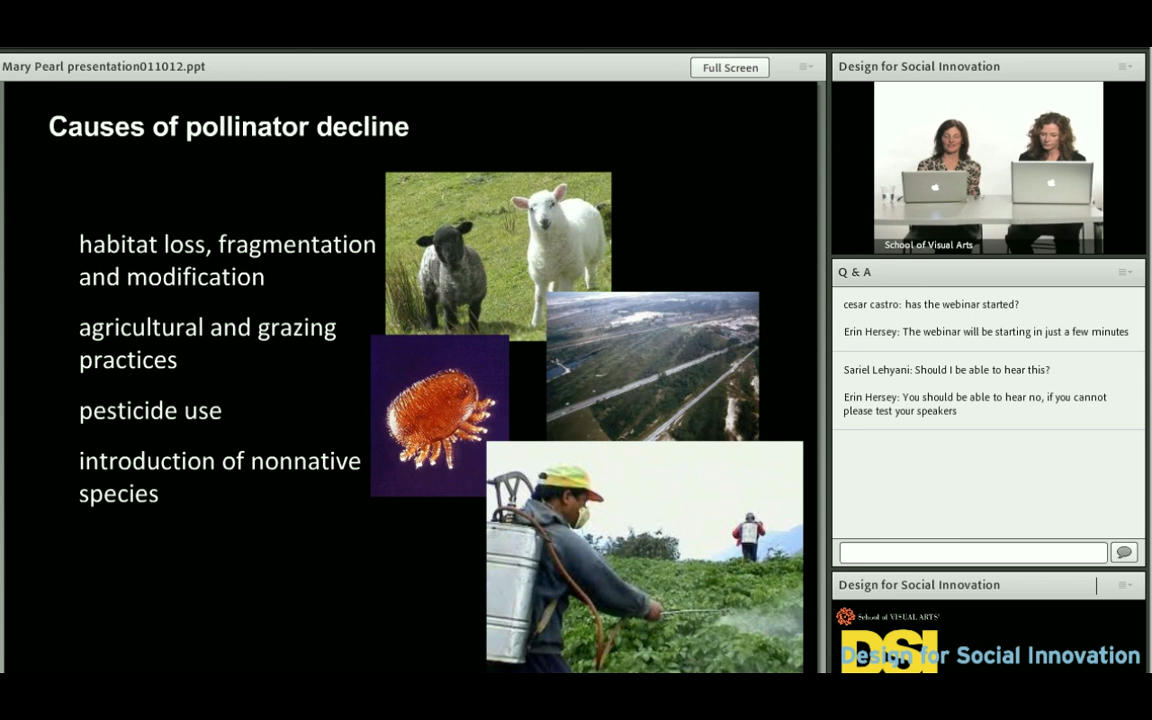 Mary Pearl presentation011012.ppt
Full Screen
Causes of pollinator decline
habitat loss, fragmentation
and modification
agricultural and grazing
practices
pesticide use
introduction of nonnative
species
Design for Social Innovation
School of Visual Arts
Q & A
cesar castro: has the webinar started?
Erin Hersey: The webinar will be starting in just a few minutes
Sariel Lehyani: Should I be able to hear this?
Erin Hersey: You should be able to hear no, if you cannot
please test your speakers
Design for Social Innovation
School of VISUAL ARTS
DSI
Design for Social Innovation